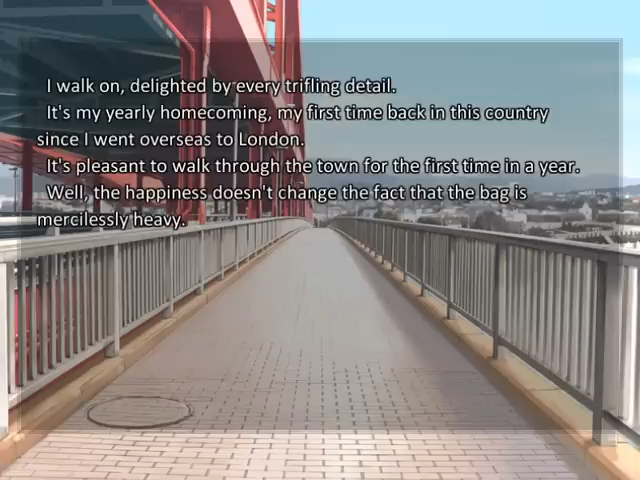 I walk on, delighted by every trifling detail.
It's my yearly homecoming, my first time back in this country
since I went overseas to London.
It's pleasant to walk through the town for the first time in a year.
Well, the happiness doesn't change the fact that the bag is
mercilessly heavy.